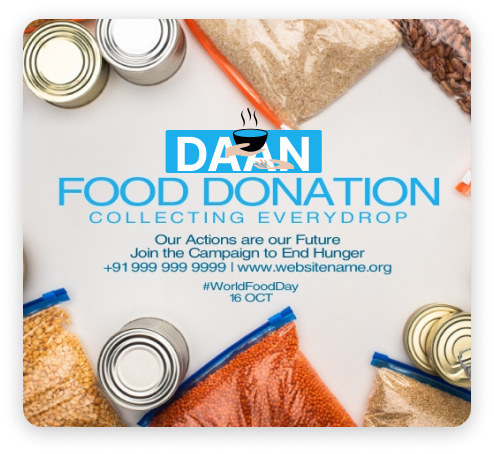 DAAN
FOOD DONATION
COLLECTING EVERYDROP
Our Actions are our Future
Join the Campaign to End Hunger
+91 999 999 9999 | www.websitename.org
#WorldFoodDay
16 OCT